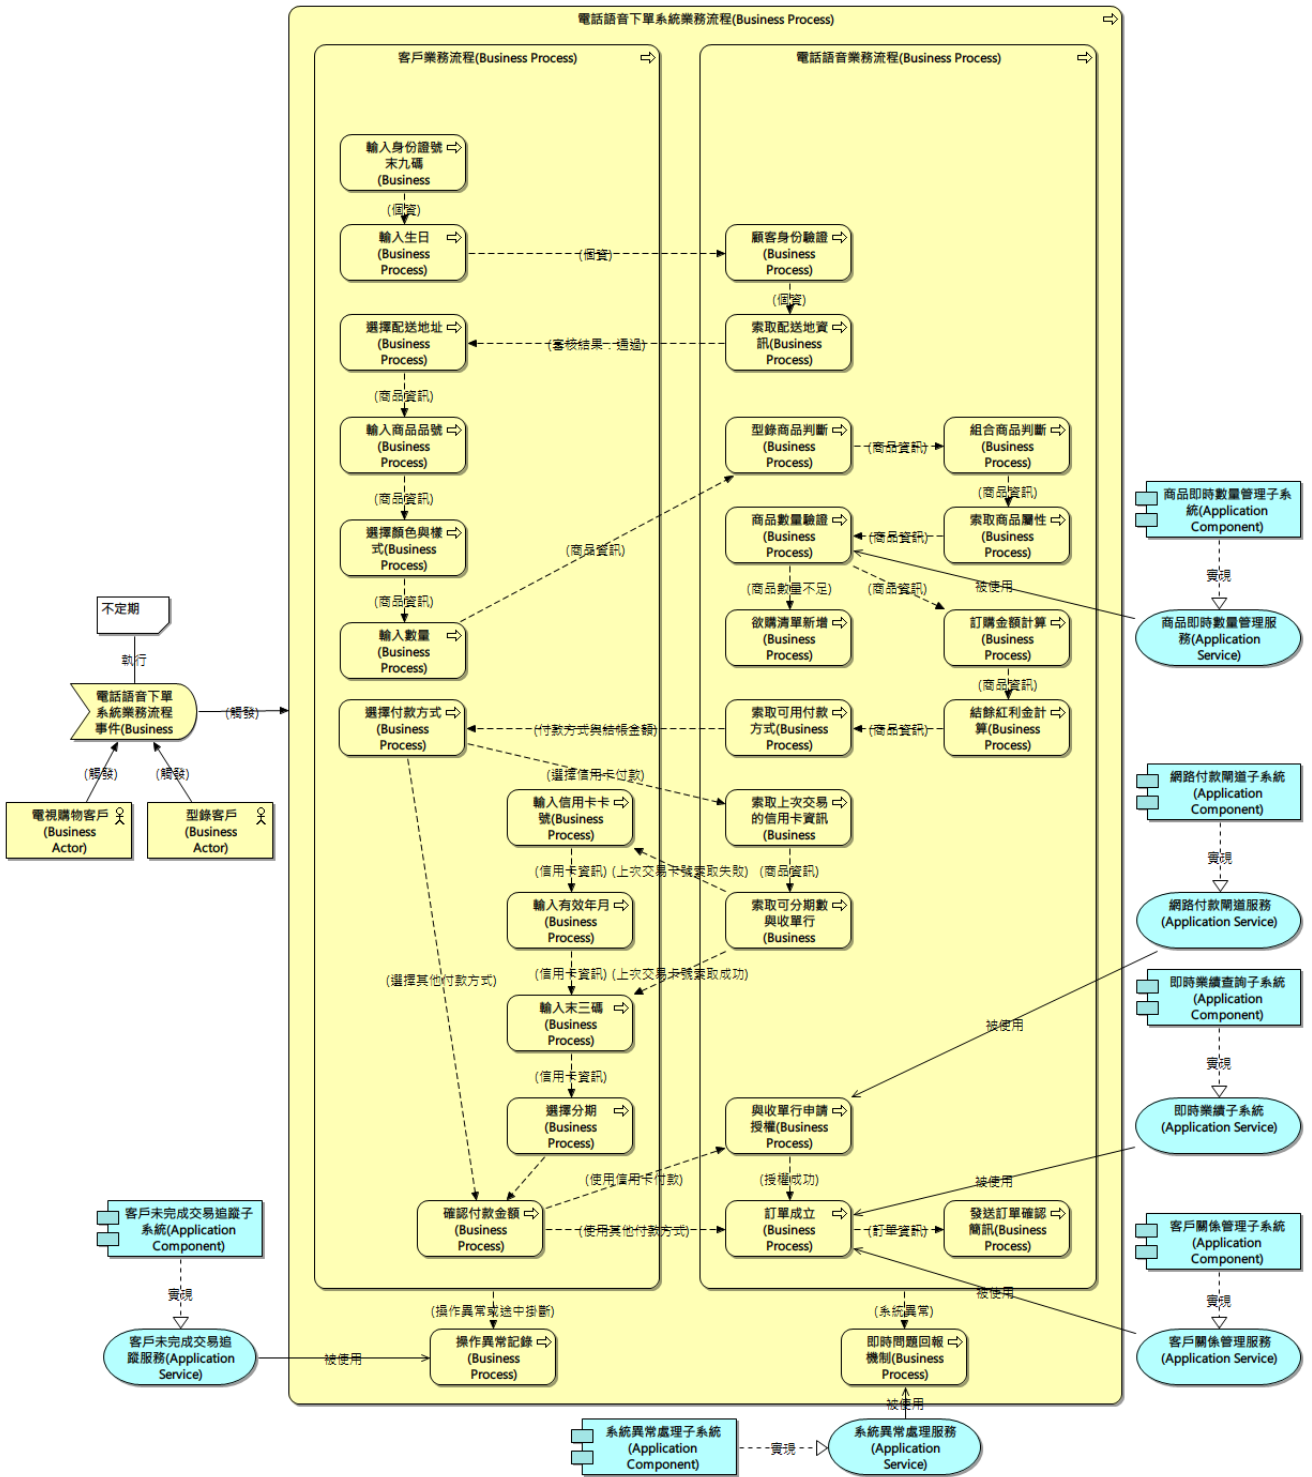 電話語音下單系統業務流程(Business Process)
客戶業務流程(Business Process)
電話語音業務流程(Business Process)
輸入身份證號
末九碼
(Business
(個資)
輸入生日
(Business
Process)
(個資)
顧客身份驗證
(Business
Process)
(個資)
選擇配送地址
(Business
Process)
(審核結果：通過)
索取配送地資
訊(Business
Process)
(商品資訊)
輸入商品品號
(Business
Process)
型錄商品判斷
(Business
Process)
(商品資訊)
組合商品判斷
(Business
Process)
(商品資訊)
(商品資訊)
選擇顏色與樣
式(Business
Process)
(商品資訊)
商品數量驗證
(Business
Process)
(商品資訊)
索取商品屬性
(Business
Process)
商品即時數量管理子系
統(Application
Component)
實現
(商品資訊)
(商品數量不足)
(商品資訊)
被使用
輸入數量
(Business
Process)
欲購清單新增
(Business
Process)
訂購金額計算
(Business
Process)
商品即時數量管理服
務(Application
Service)
不定期
執行
(商品資訊)
電話語音下單
系統業務流程
事件(Business
(觸發)
選擇付款方式
(Business
Process)
(付款方式與結帳金額)
索取可用付款
方式(Business
Process)
(商品資訊)
結餘紅利金計
算(Business
Process)
(觸發)
(觸發)
(選擇信用卡付款)
電視購物客戶
(Business
Actor)
型錄客戶
(Business
Actor)
輸入信用卡卡
號(Business
Process)
索取上次交易
的信用卡資訊
(Business
網路付款閘道子系統
(Application
Component)
實現
(信用卡資訊)
(上次交易卡號索取失敗)
(商品資訊)
輸入有效年月
(Business
Process)
索取可分期數
與收單行
(Business
網路付款閘道服務
(Application Service)
(選擇其他付款方式)
(信用卡資訊)
(上次交易卡號索取成功)
即時業績查詢子系統
(Application
Component)
輸入末三碼
(Business
Process)
被使用
實現
(信用卡資訊)
選擇分期
(Business
Process)
與收單行申請
授權(Business
Process)
即時業績子系統
(Application Service)
(使用信用卡付款)
(授權成功)
被使用
客戶未完成交易追蹤子
系統(Application
Component)
確認付款金額
(Business
Process)
(使用其他付款方式)
訂單成立
(Business
Process)
(訂單資訊)
發送訂單確認
簡訊(Business
Process)
客戶關係管理子系統
(Application
Component)
實現
(操作異常或途中掛斷)
(系統異常)
被使用
實現
客戶未完成交易追
蹤服務(Application
Service)
被使用
操作異常記錄
(Business
Process)
即時問題回報
機制(Business
Process)
客戶關係管理服務
(Application Service)
被使用
系統異常處理子系統
(Application
Component)
實現
系統異常處理服務
(Application
Service)